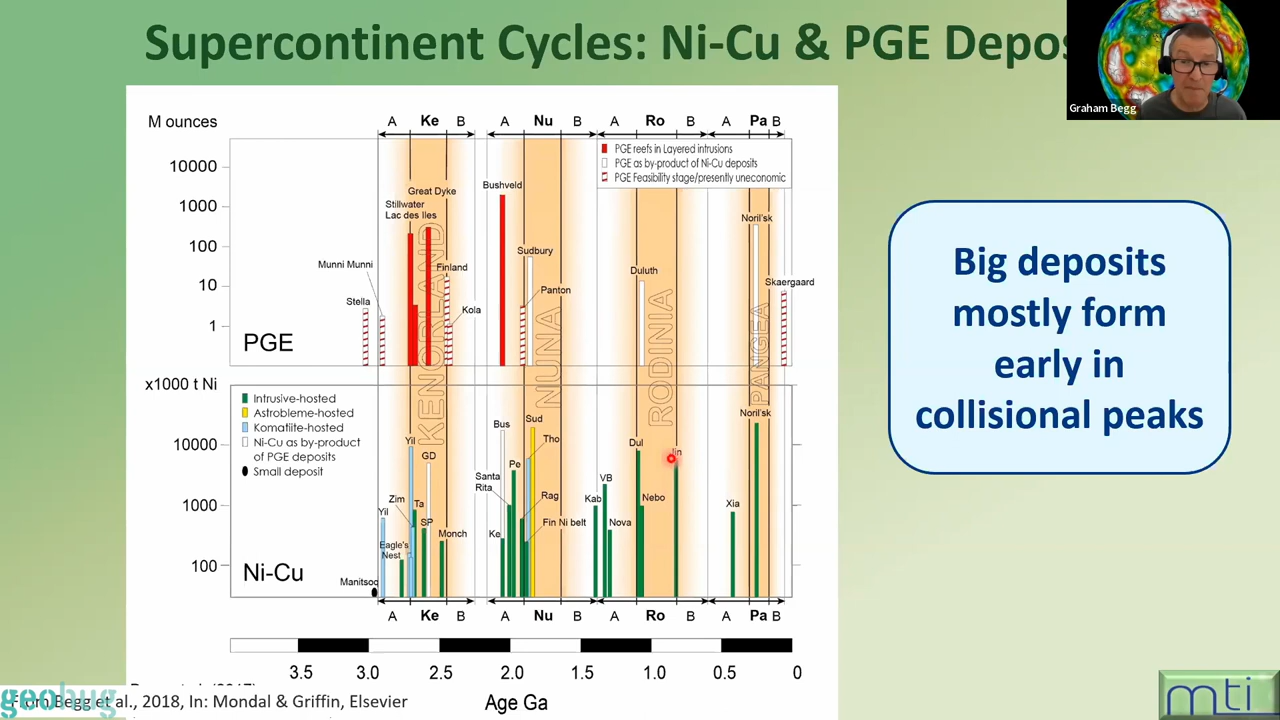 Supercontinent Cycles: Ni-Cu & PGE Depos
Graham Begg
M ounces
A Ke B A Nu B A Ro B A Pa B
PGE reefs in Layered intrusions
PGE as by-product of Ni-Cu deposits
PGE Feasibility stage/presently uneconomic
10000
1000
100
10
1
Great Dyke
Stillwater
Lac des Iles
Bushveld
Noril'sk
Munni Munni
Finland
Sudbury
Duluth
Skaergaard
Stella
Kola
Panton
PGE
KENORLAND
NUNA
RODINIA
PANGEA
Big deposits
mostly form
early in
collisional peaks
x1000 t Ni
Intrusive-hosted
Astrobleme-hosted
Komatiite-hosted
Ni-Cu as by-product
of PGE deposits
Small deposit
10000
1000
100
Yil
GD
Bus
Sud
Tho
Dul
Jin
Noril'sk
Pe
Santa
Rita
VB
Zim
Ta
Rag
Kab
Nebo
Xia
Yil
SP
Fin Ni belt
Nova
Monch
Ke
Eagle's
Nest
Manitsoq
Ni-Cu
A Ke B A Nu B A Ro B A Pa B
3.5 3.0 2.0 1.5 1.0 0.5 0
Age Ga
geobug
From Begg et al., 2018, In: Mondal & Griffin, Elsevier
mti